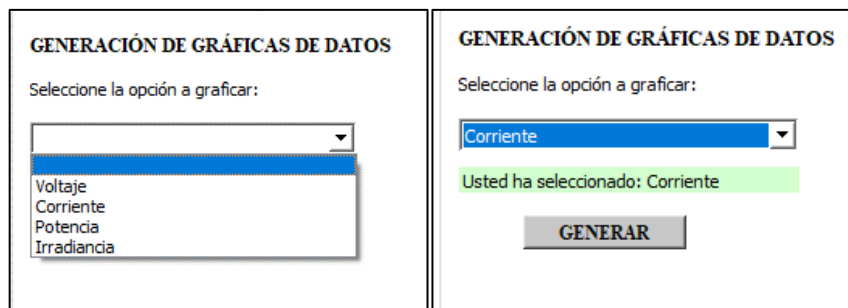 GENERACIÓN DE GRÁFICAS DE DATOS
Seleccione la opción a graficar:
Voltaje
Corriente
Potencia
Irradiancia
GENERACIÓN DE GRÁFICAS DE DATOS
Seleccione la opción a graficar:
Corriente
Usted ha seleccionado: Corriente
GENERAR